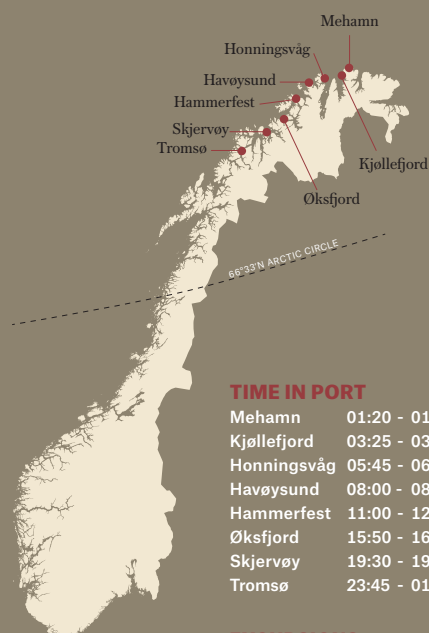 Mehamn
Honningsvåg
Havøysund
Hammerfest
Skjervøy
Tromsø
Kjøllefjord
Øksfjord
66°33'N ARCTIC CIRCLE
TIME IN PORT
Mehamn 01:20 - 01
Kjøllefjord 03:25 - 03
Honningsvåg 05:45 - 06
Havøysund 08:00 - 08
Hammerfest 11:00 - 12
Øksfjord 15:50 - 16
Skjervøy 19:30 - 19
Tromsø 23:45 - 01